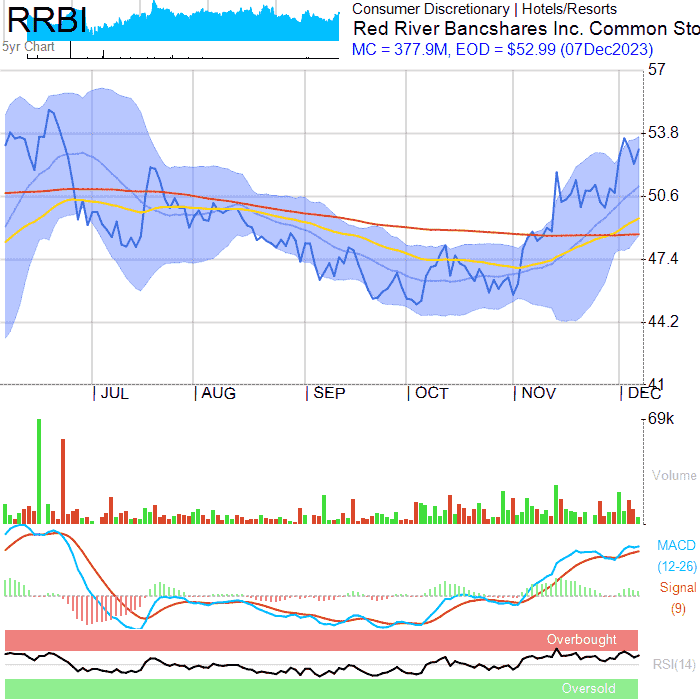 RRBI
5yr Chart
Consumer Discretionary | Hotels/Resorts
Red River Bancshares Inc. Common Sto
MC = 377.9M, EOD = $52.99 (07Dec2023)
57
53.8
50.6
47.4
44.2
41
JUL AUG SEP OCT NOV DEC
69k
Volume
MACD
(12-26)
Signal
(9)
Overbought
RSI(14)
Oversold